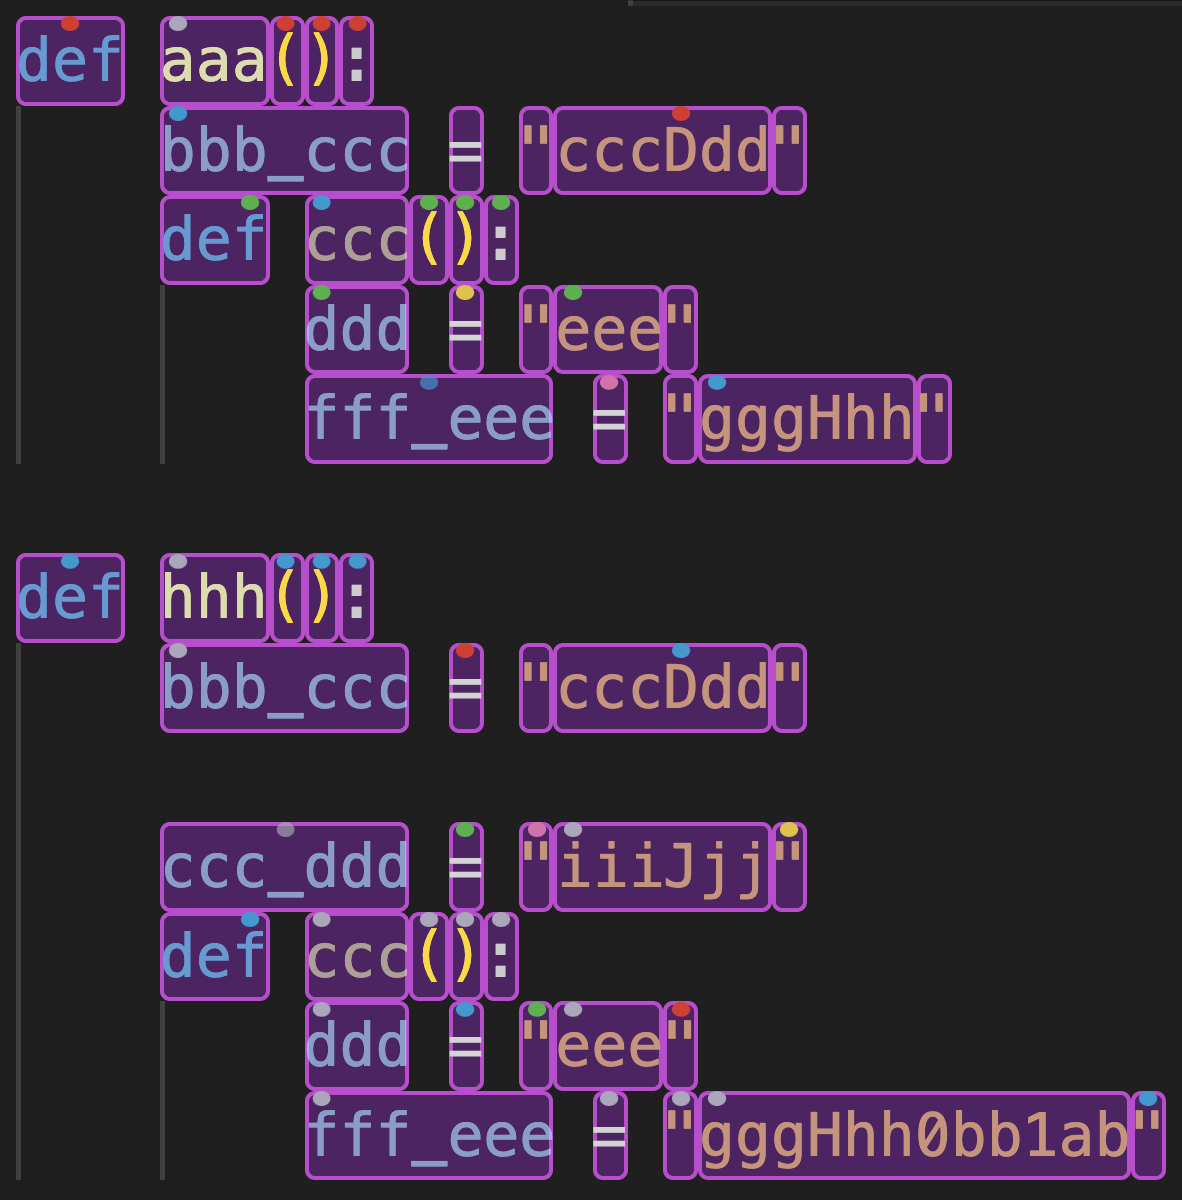 def aaa():
    bbb_ccc = "cccDdd"
    def ccc():
        ddd = "eee"
        fff_eee = "gggHhh"
def hhh():
    bbb_ccc = "cccDdd"
    ccc_ddd = "iiiJjj"
    def ccc():
        ddd = "eee"
        fff_eee = "gggHhh0bb1ab"